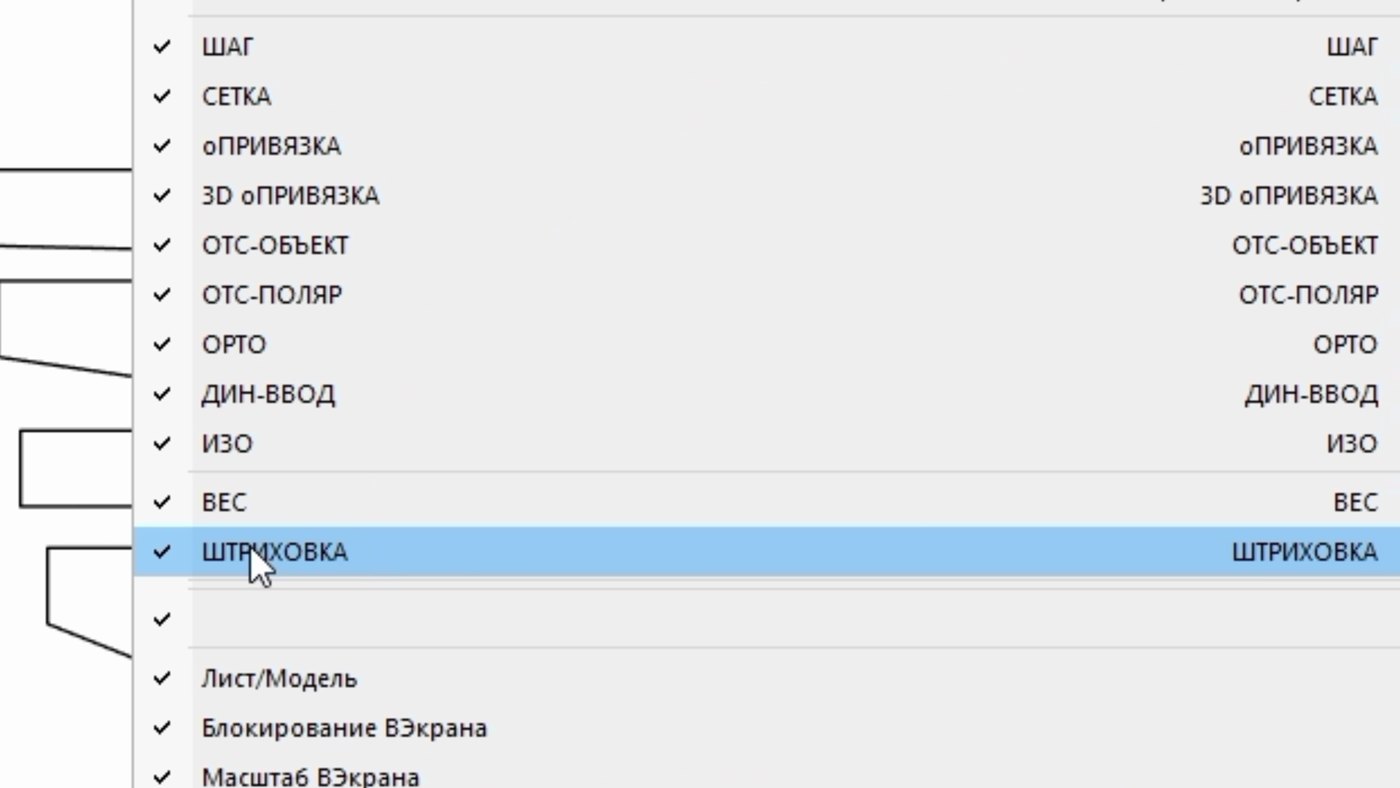 ШАГ ШАГ
СЕТКА СЕТКА
оПРИВЯЗКА оПРИВЯЗКА
3D оПРИВЯЗКА 3D оПРИВЯЗКА
ОТС-ОБЪЕКТ ОТС-ОБЪЕКТ
ОТС-ПОЛЯР ОТС-ПОЛЯР
ОРТО ОРТО
ДИН-ВВОД ДИН-ВВОД
ИЗО ИЗО
ВЕС ВЕС
ШТРИХОВКА ШТРИХОВКА
Лист/Модель
Блокирование ВЭкрана
Масштаб ВЭкрана